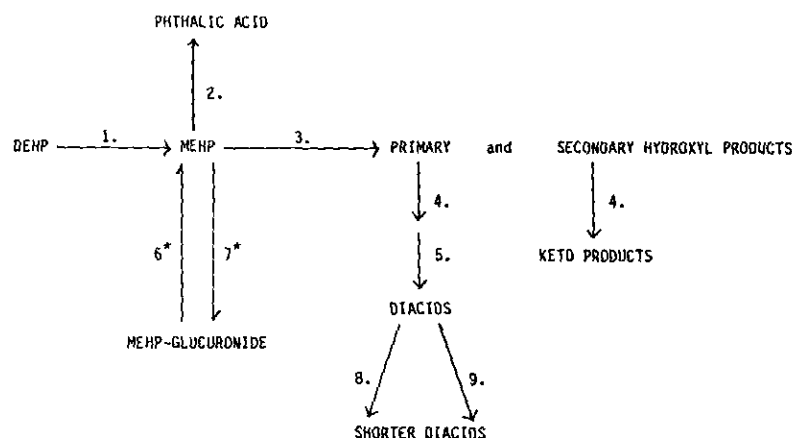 PHTHALIC ACID
2.
DEHP 1. MEHP 3. PRIMARY and SECONDARY HYDROXYL PRODUCTS
4. 4.
6* 7* 5. KETO PRODUCTS
DIACIDS
MEHP-GLUCURONIDE
8. 9.
SHORTER DIACIDS